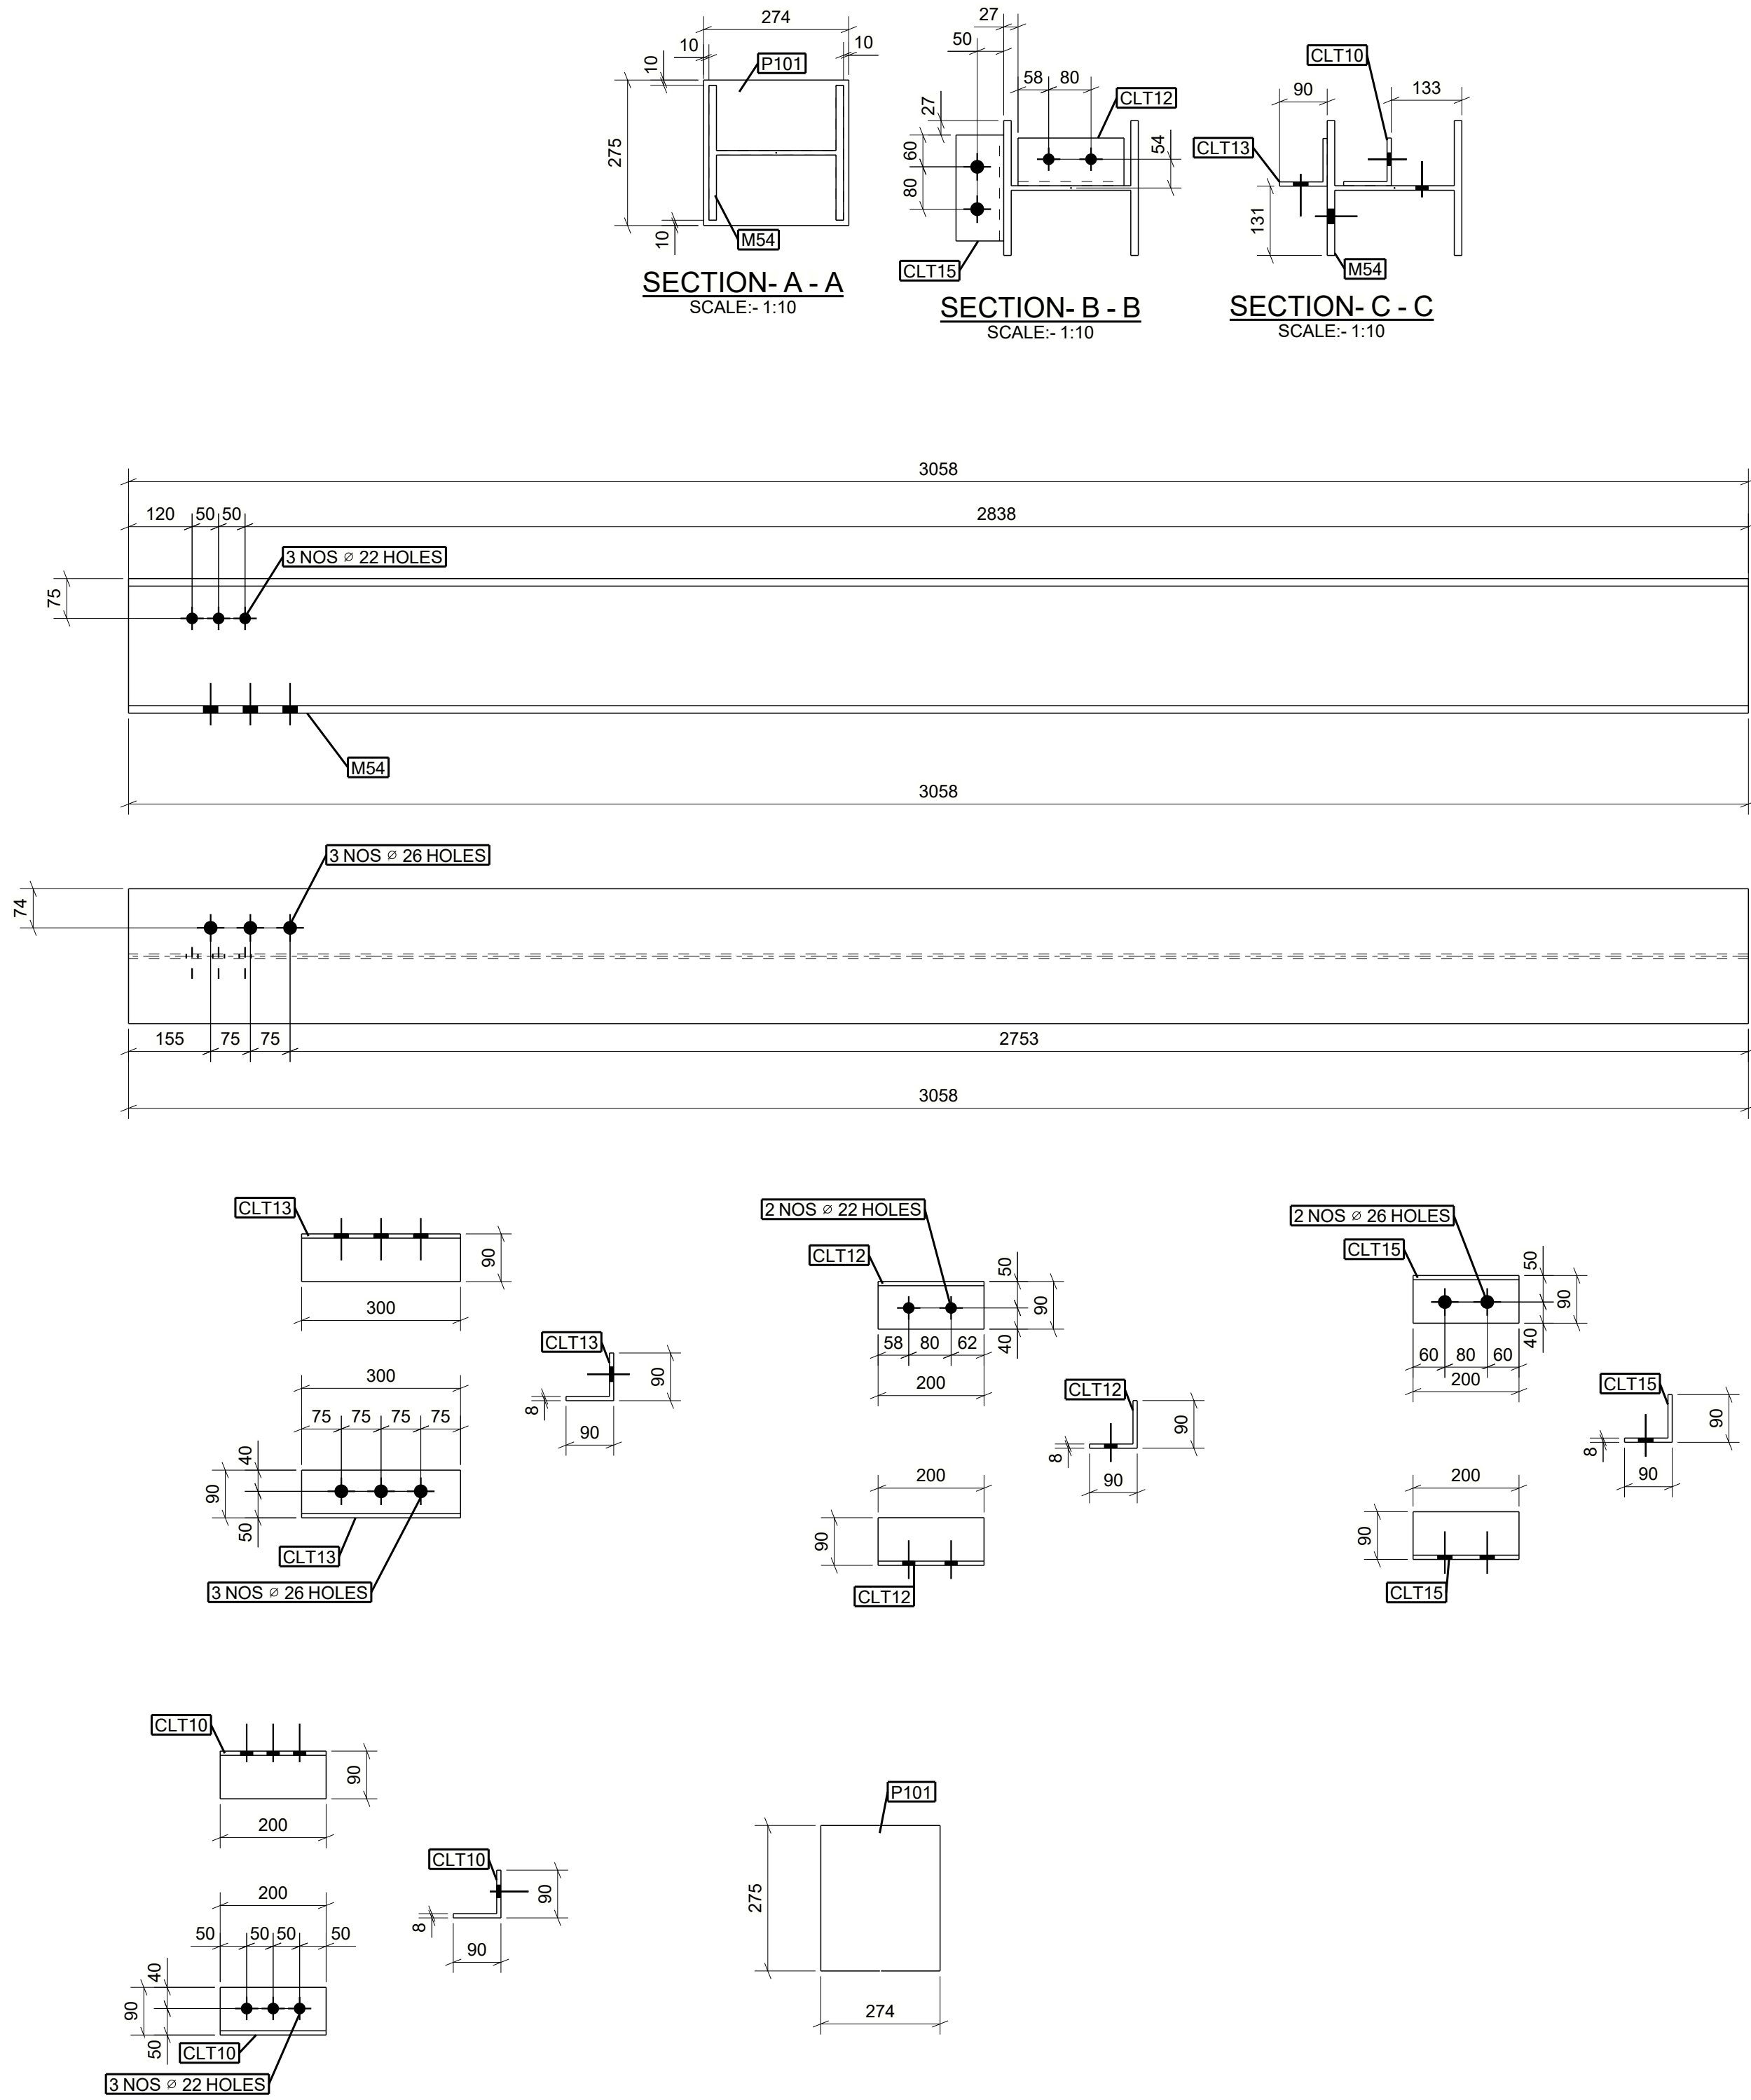 274
10
10
10
P101
275
M54
10
SECTION- A - A
SCALE:- 1:10
27
50
58
80
27
CLT12
60
80
54
CLT15
SECTION- B - B
SCALE:- 1:10
CLT10
90
133
CLT13
131
M54
SECTION- C - C
SCALE:- 1:10
3058
120
50
50
2838
3 NOS ⌀ 22 HOLES
75
M54
3058
3 NOS ⌀ 26 HOLES
74
155
75
75
2753
3058
CLT13
90
300
300
75
75
75
75
40
90
50
CLT13
3 NOS ⌀ 26 HOLES
CLT13
90
8
90
2 NOS ⌀ 22 HOLES
CLT12
50
90
40
58
80
62
200
CLT12
90
8
90
200
90
CLT12
2 NOS ⌀ 26 HOLES
CLT15
50
90
40
60
80
60
200
CLT15
90
8
90
200
90
CLT15
CLT10
90
200
200
50
50
50
50
40
90
50
CLT10
3 NOS ⌀ 22 HOLES
CLT10
90
8
90
P101
275
274